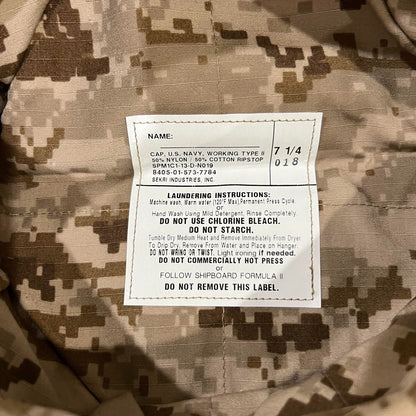 NAME:
CAP, U.S. NAVY, WORKING TYPE II
50% NYLON / 50% COTTON RIPSTOP
SPM1C1-13-D-N019
8405-01-573-7784
SEKRI INDUSTRIES, INC.
7 1/4
018
LAUNDERING INSTRUCTIONS:
Machine wash, Warm water (120°F Max) Permanent Press Cycle.
or
Hand Wash Using Mild Detergent, Rinse Completely.
DO NOT USE CHLORINE BLEACH.
DO NOT STARCH.
Tumble Dry Medium Heat and Remove Immediately From Dryer.
To Drip Dry, Remove From Water and Place on Hanger.
DO NOT WRING or TWIST. Light ironing if needed.
DO NOT COMMERCIALLY HOT PRESS
or
FOLLOW SHIPBOARD FORMULA II
DO NOT REMOVE THIS LABEL.